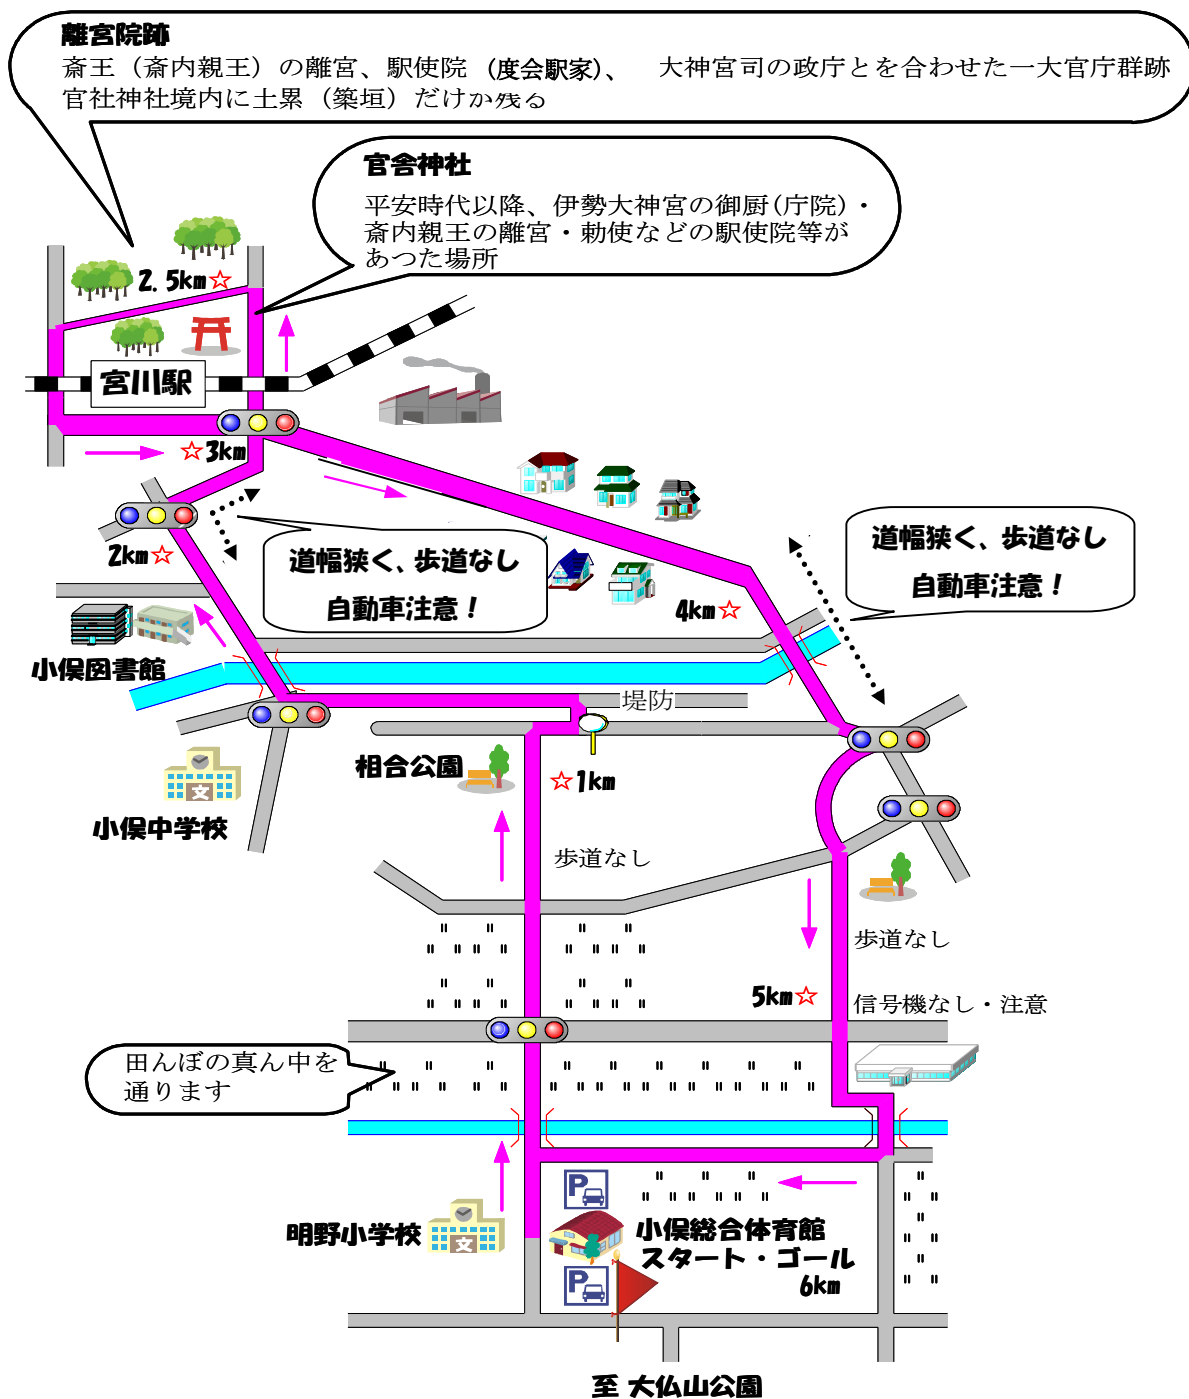 離宮院跡
斎王（斎内親王）の離宮、駅使院（度会駅家）、　大神宮司の政庁とを合わせた一大官庁群跡
官社神社境内に土累（築垣）だけが残る
官舎神社
平安時代以降、伊勢大神宮の御厨(庁院)・
斎内親王の離宮・勅使などの駅使院等が
あつた場所
2.5km☆
宮川駅
☆3km
2km☆
道幅狭く、歩道なし
自動車注意！
道幅狭く、歩道なし
自動車注意！
4km☆
小俣図書館
堤防
相合公園
☆1km
文
小俣中学校
歩道なし
歩道なし
5km☆
信号機なし・注意
田んぼの真ん中を
通ります
P
明野小学校
文
小俣総合体育館
スタート・ゴール
6km
P
至 大仏山公園